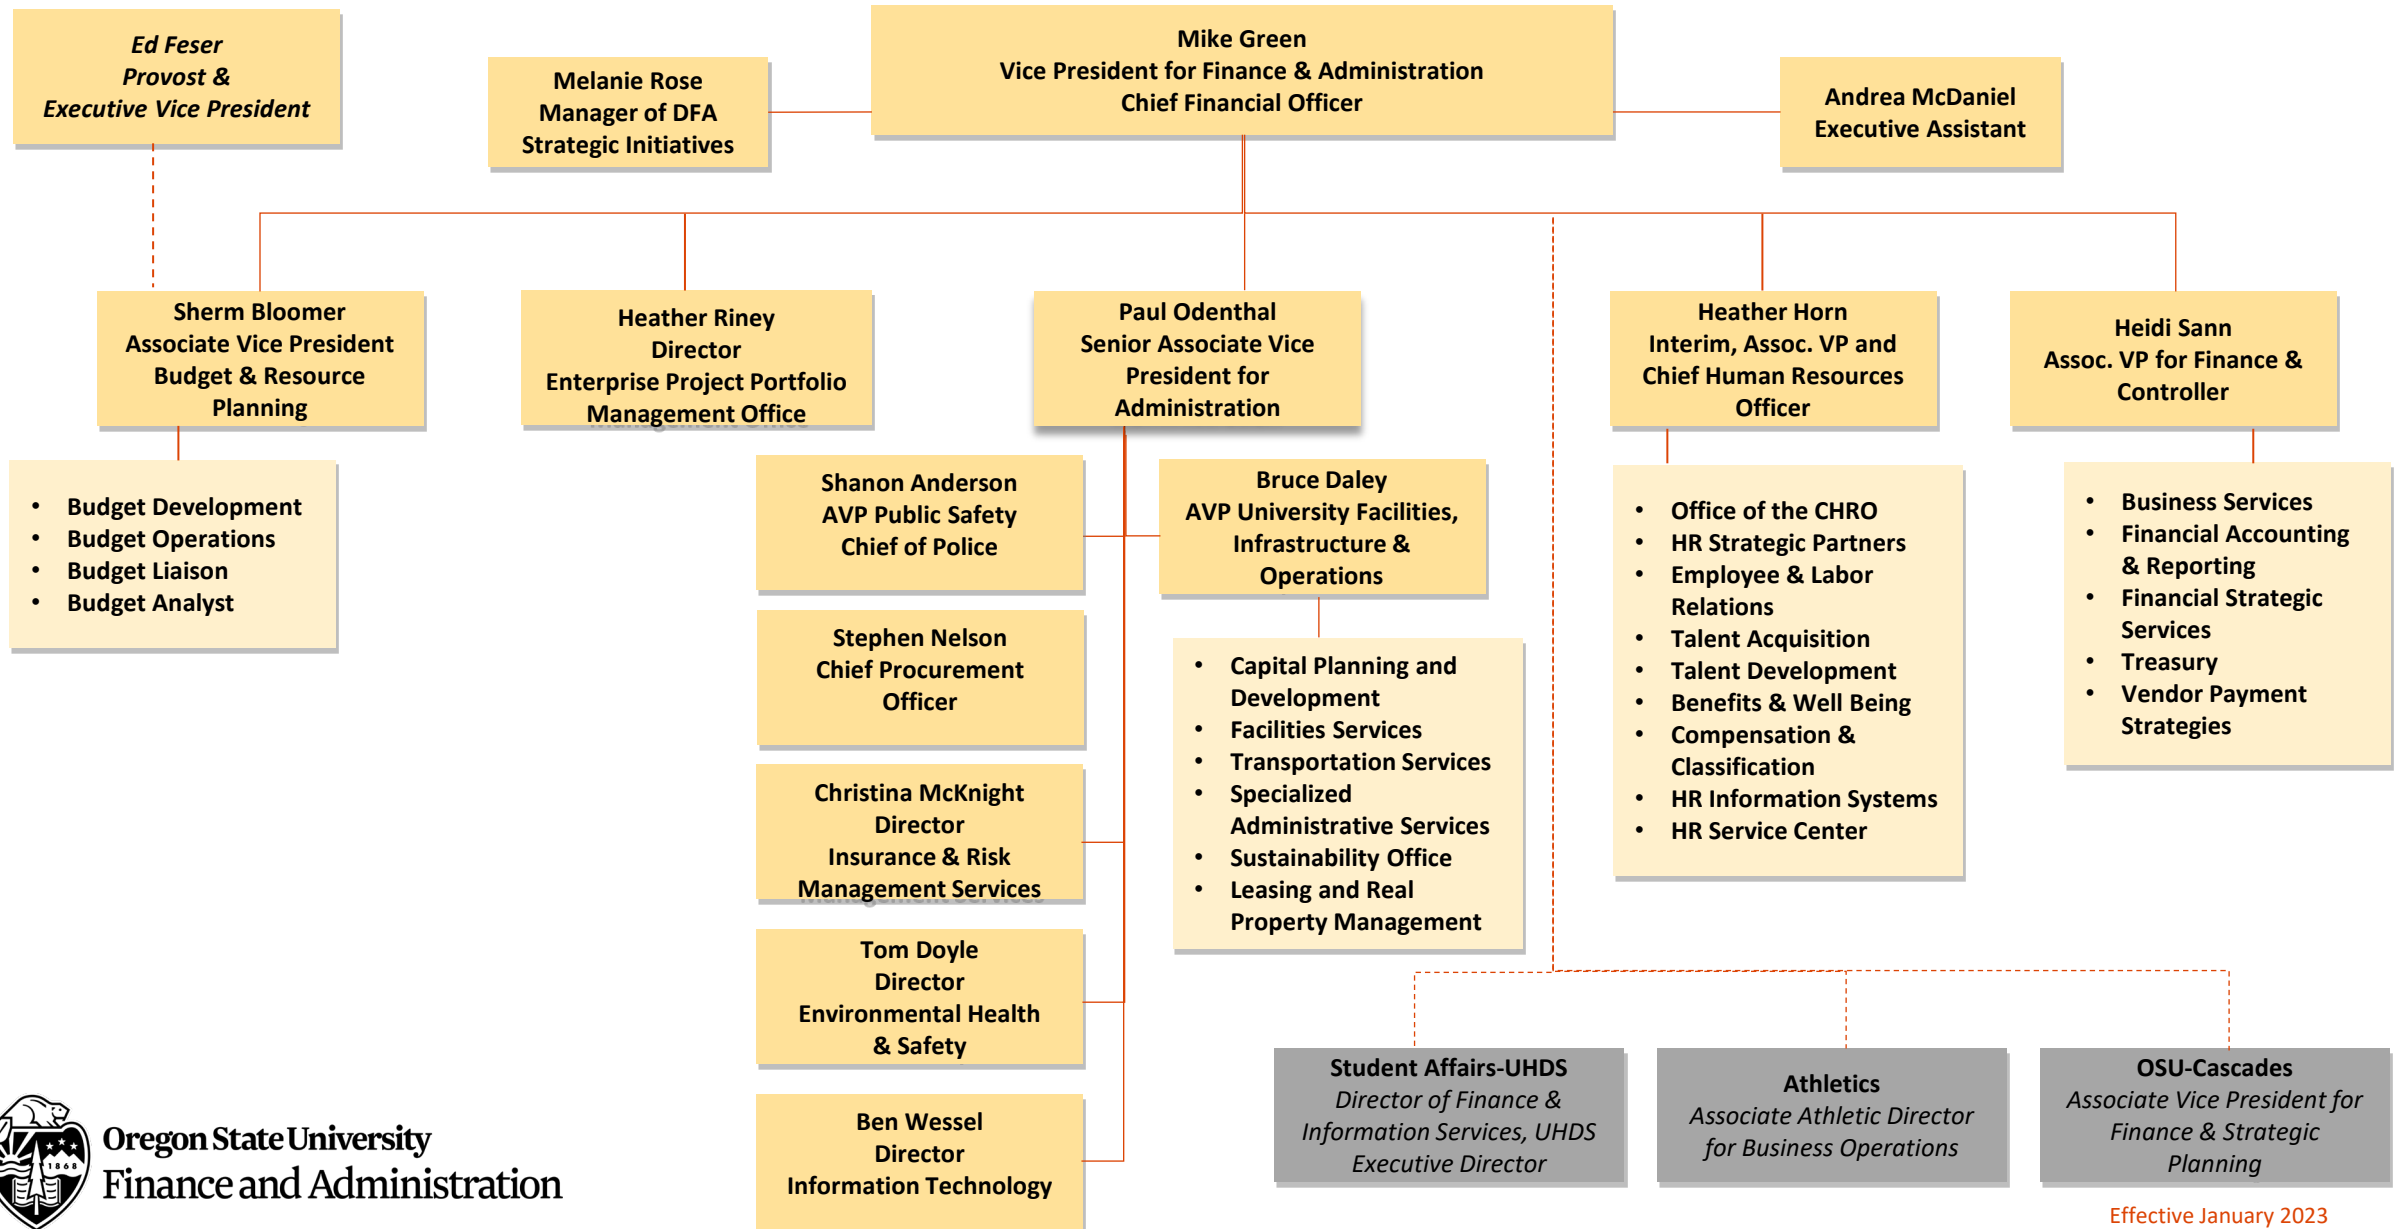 Ed Feser
Provost &
Executive Vice President
Melanie Rose
Manager of DFA
Strategic Initiatives
Mike Green
Vice President for Finance & Administration
Chief Financial Officer
Andrea McDaniel
Executive Assistant
Sherm Bloomer
Associate Vice President
Budget & Resource
Planning
Heather Riney
Director
Enterprise Project Portfolio
Management Office
Paul Odenthal
Senior Associate Vice
President for
Administration
Heather Horn
Interim, Assoc. VP and
Chief Human Resources
Officer
Heidi Sann
Assoc. VP for Finance &
Controller
• Budget Development
• Budget Operations
• Budget Liaison
• Budget Analyst
Shanon Anderson
AVP Public Safety
Chief of Police
Stephen Nelson
Chief Procurement
Officer
Christina McKnight
Director
Insurance & Risk
Management Services
Tom Doyle
Director
Environmental Health
& Safety
Ben Wessel
Director
Information Technology
Bruce Daley
AVP University Facilities,
Infrastructure &
Operations
• Capital Planning and
Development
• Facilities Services
• Transportation Services
• Specialized
Administrative Services
• Sustainability Office
• Leasing and Real
Property Management
• Office of the CHRO
• HR Strategic Partners
• Employee & Labor
Relations
• Talent Acquisition
• Talent Development
• Benefits & Well Being
• Compensation &
Classification
• HR Information Systems
• HR Service Center
• Business Services
• Financial Accounting
& Reporting
• Financial Strategic
Services
• Treasury
• Vendor Payment
Strategies
Student Affairs-UHDS
Director of Finance &
Information Services, UHDS
Executive Director
Athletics
Associate Athletic Director
for Business Operations
OSU-Cascades
Associate Vice President for
Finance & Strategic
Planning
1868
Oregon State University
Finance and Administration
Effective January 2023